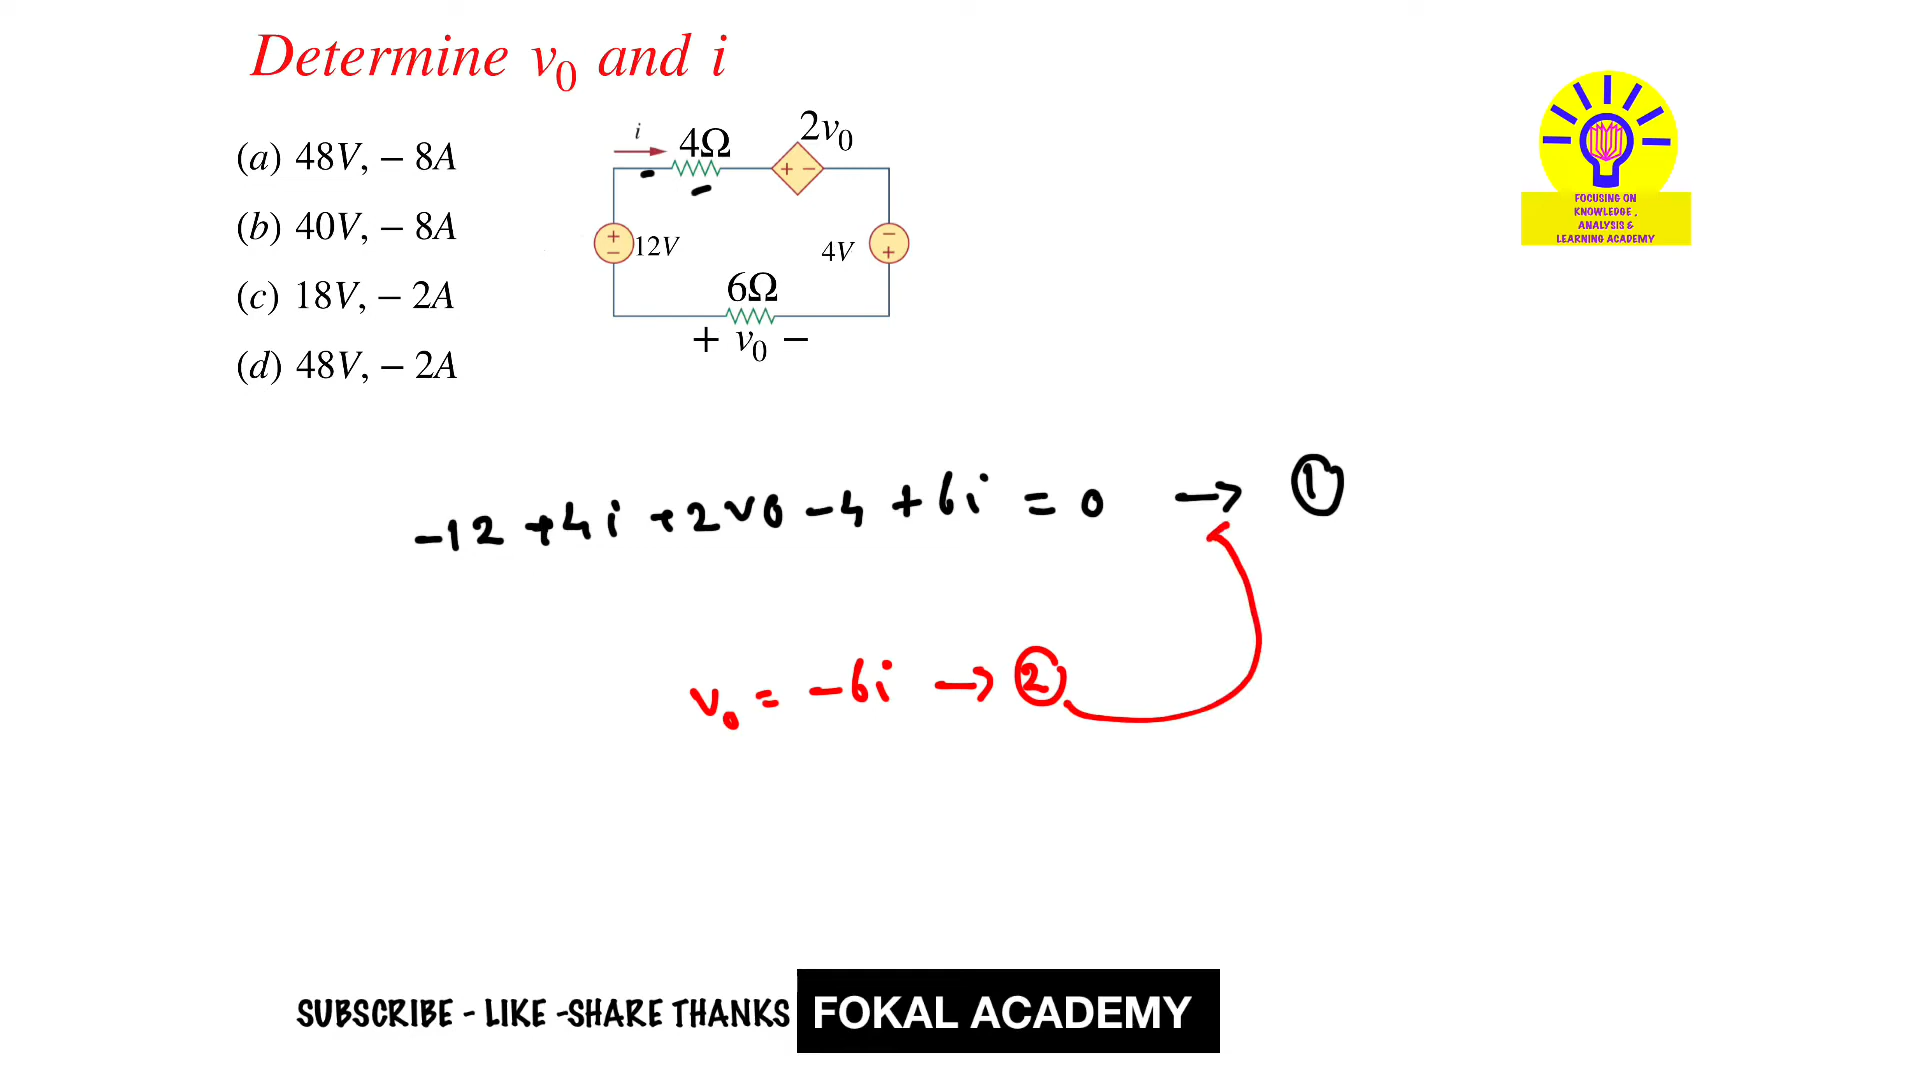 Determine v₀ and i
(a) 48V, − 8A
(b) 40V, − 8A
(c) 18V, − 2A
(d) 48V, − 2A
i
4Ω
2v₀
+ −
+
−
12V
4V
−
+
6Ω
+ v₀ −
FOCUSING ON
KNOWLEDGE ,
ANALYSIS &
LEARNING ACADEMY
-12 +4i +2v0 -4 +6i = 0 → ①
v₀ = -6i → ②
SUBSCRIBE - LIKE -SHARE THANKS FOKAL ACADEMY